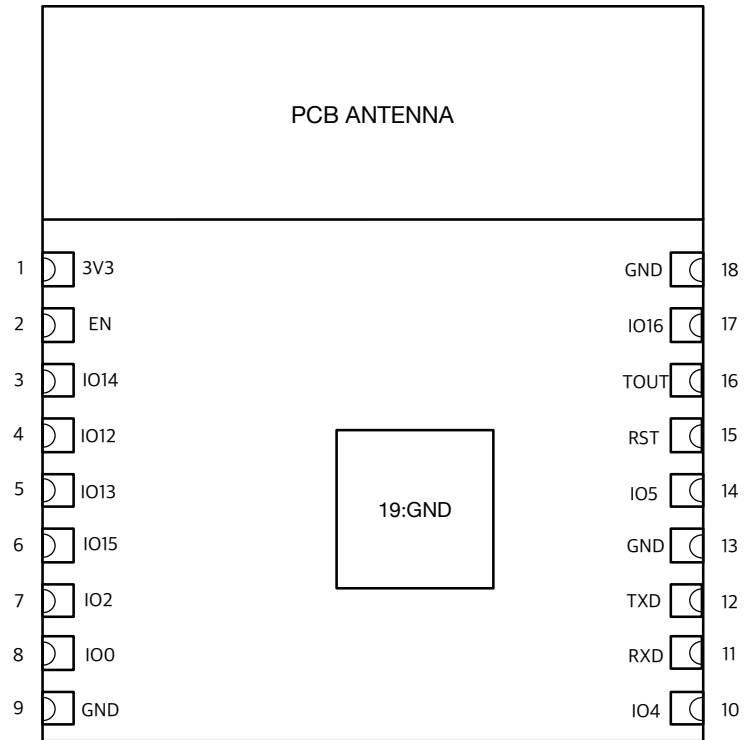 PCB ANTENNA
1 3V3 GND 18
2 EN IO16 17
3 IO14 TOUT 16
4 IO12 RST 15
5 IO13 IO5 14
19:GND
6 IO15 GND 13
7 IO2 TXD 12
8 IO0 RXD 11
9 GND IO4 10